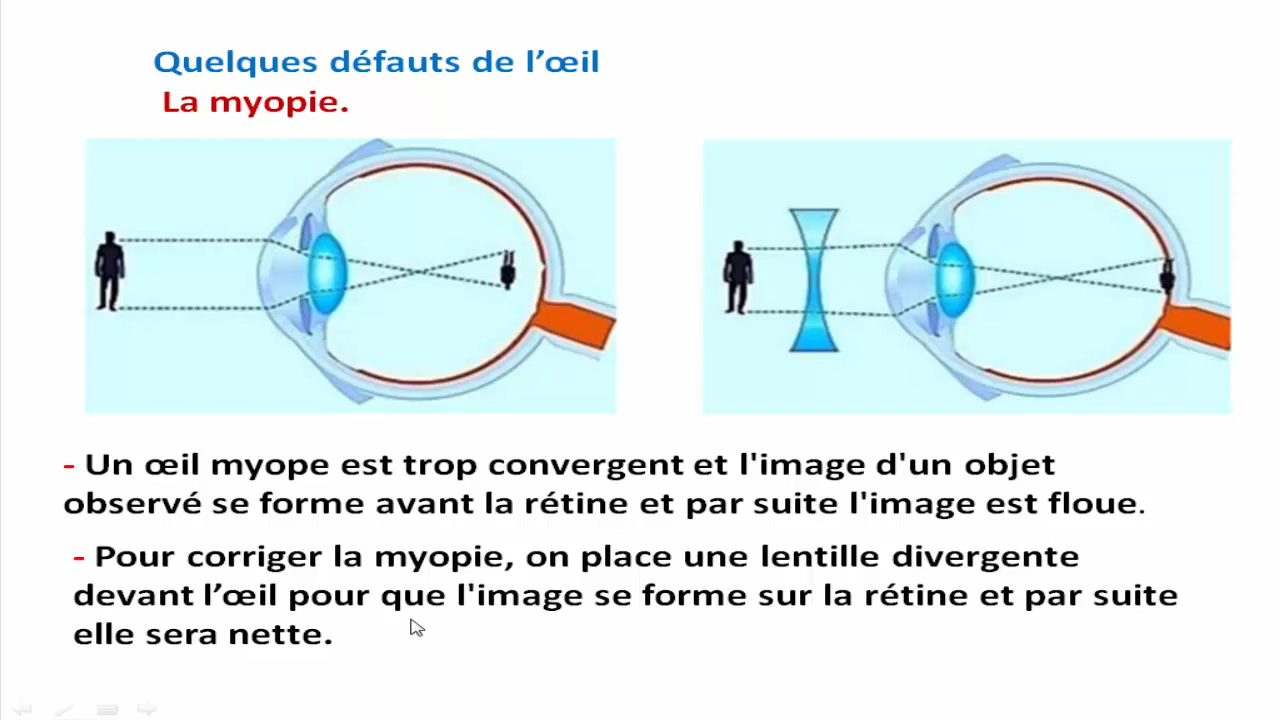 Quelques défauts de l’œil
La myopie.
- Un œil myope est trop convergent et l'image d'un objet
observé se forme avant la rétine et par suite l'image est floue.
- Pour corriger la myopie, on place une lentille divergente
devant l’œil pour que l'image se forme sur la rétine et par suite
elle sera nette.